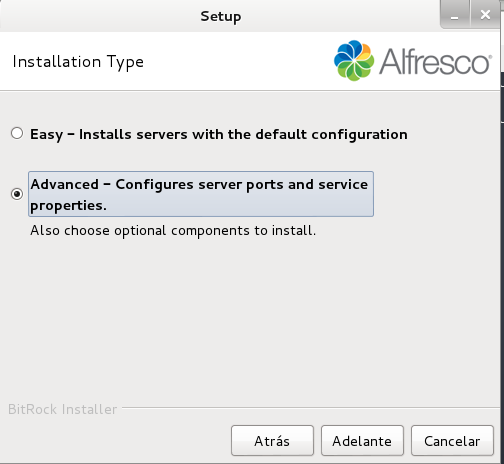 Setup
Installation Type
Alfresco
Easy - Installs servers with the default configuration
Advanced - Configures server ports and service
properties.
Also choose optional components to install.
BitRock Installer
Atrás
Adelante
Cancelar